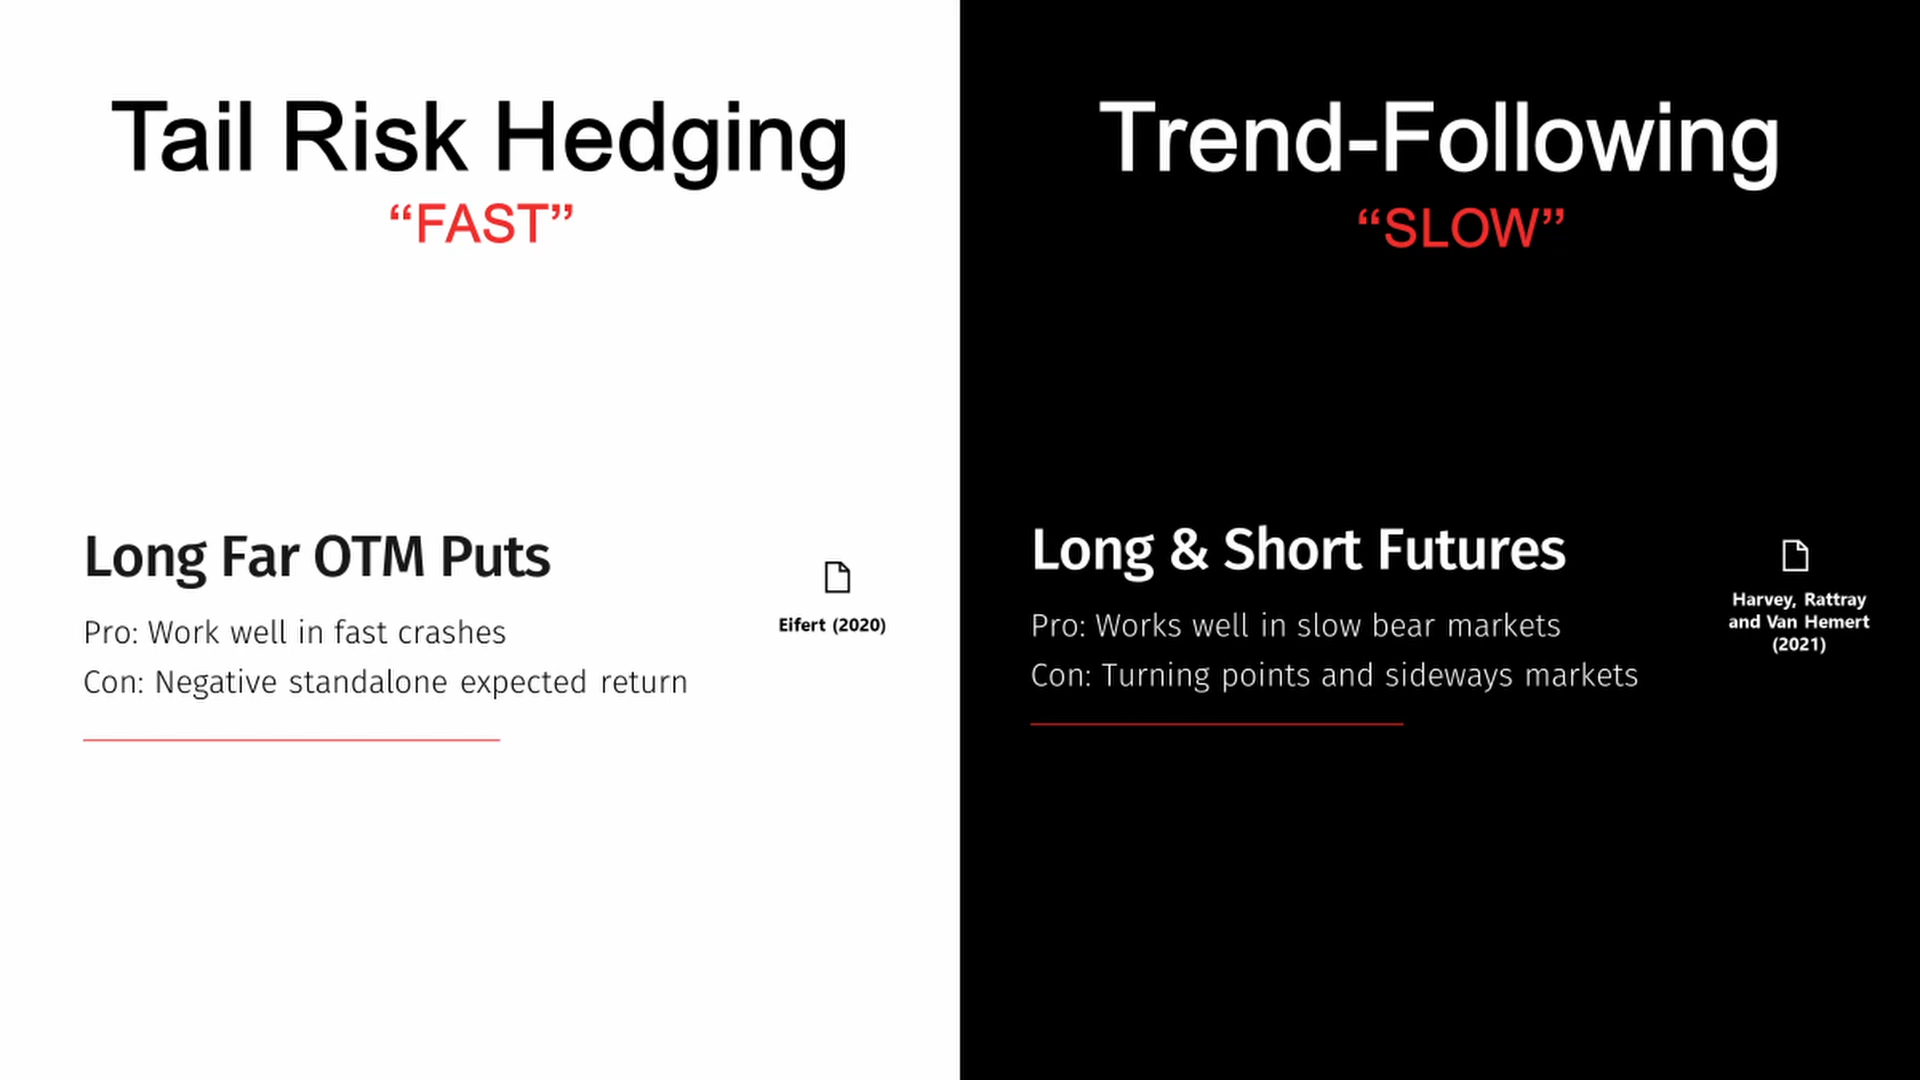 Tail Risk Hedging
“FAST”
Long Far OTM Puts
Pro: Work well in fast crashes
Con: Negative standalone expected return
Eifert (2020)
Trend-Following
“SLOW”
Long & Short Futures
Pro: Works well in slow bear markets
Con: Turning points and sideways markets
Harvey, Rattray
and Van Hemert
(2021)